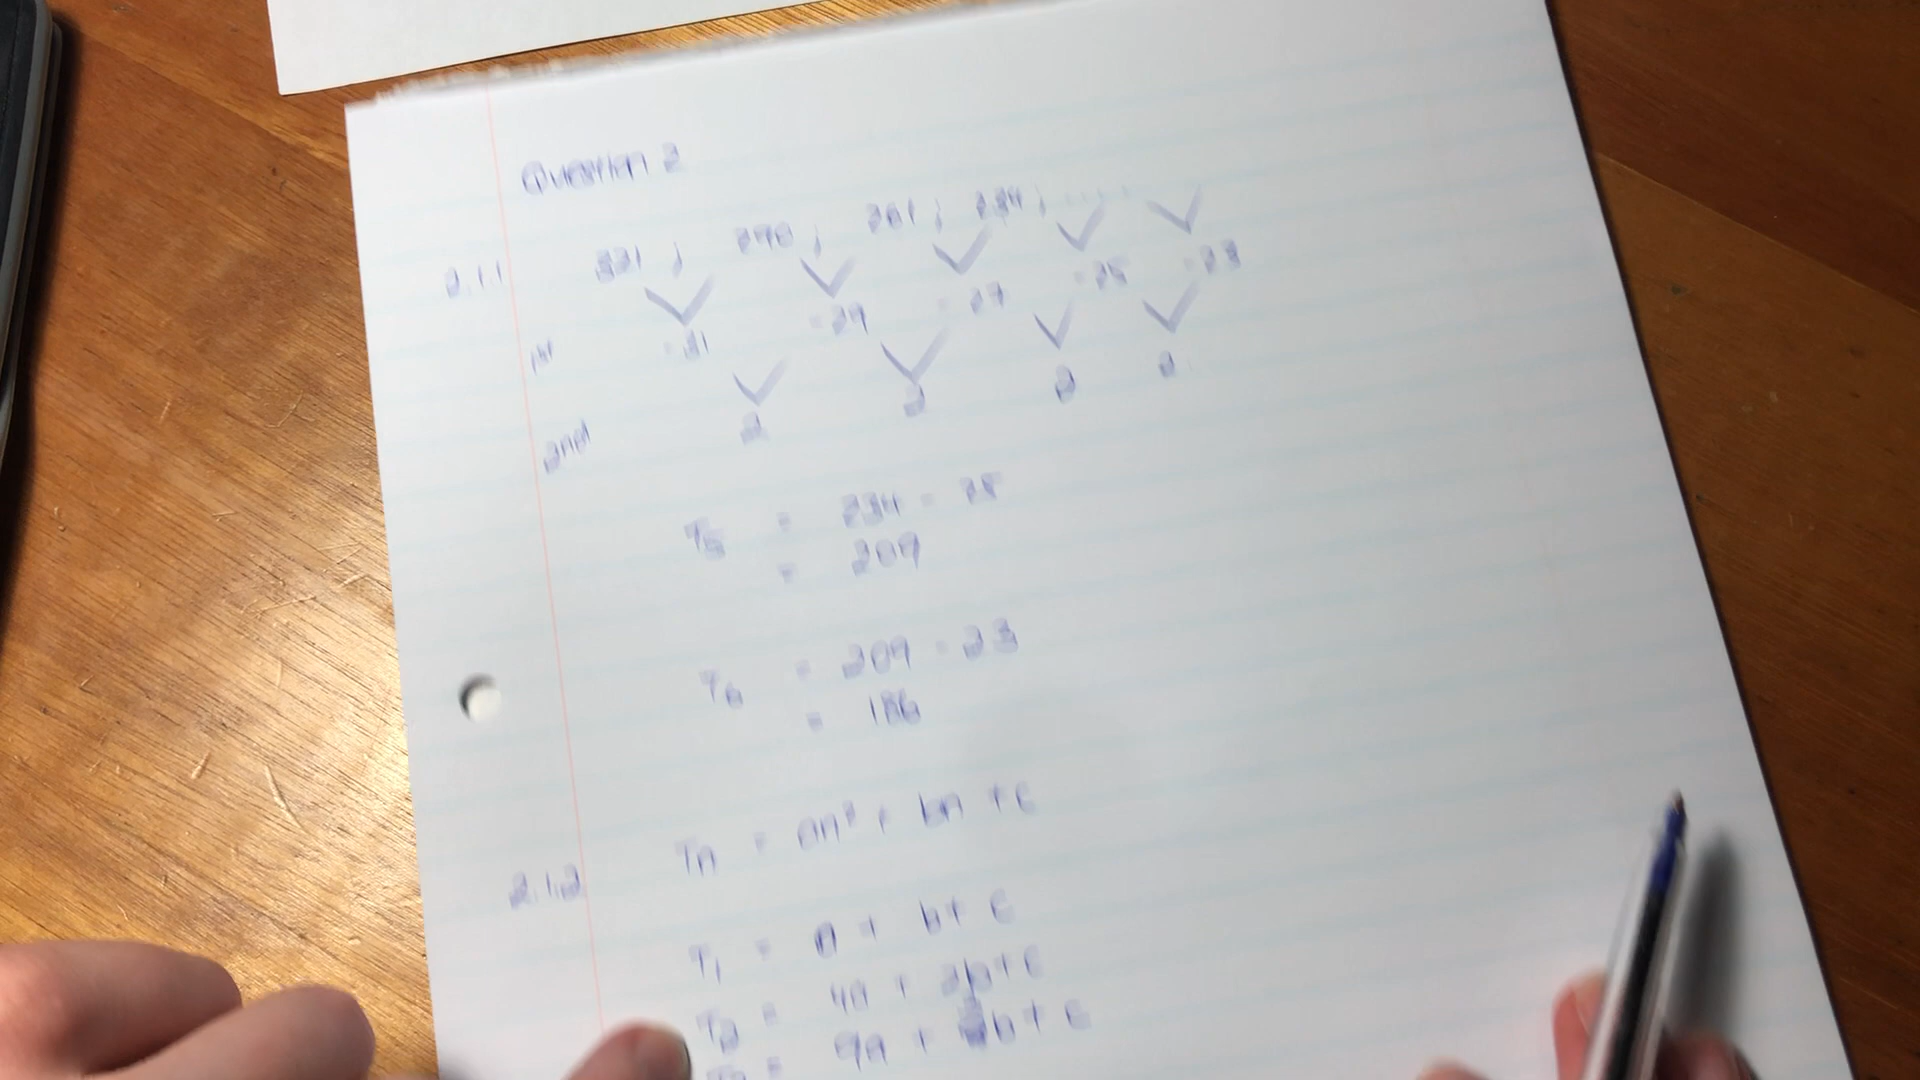 Question 2
2.1.1 321 ; 290 ; 261 ; 234 ; ....
1st -31 -29 -27 -25 -23
2nd 2 2 2 2
T5 = 234 - 25
= 209
T6 = 209 - 23
= 186
2.1.2 Tn = an² + bn + c
T1 = a + b + c
T2 = 4a + 2b + c
= 9a + 3b + c